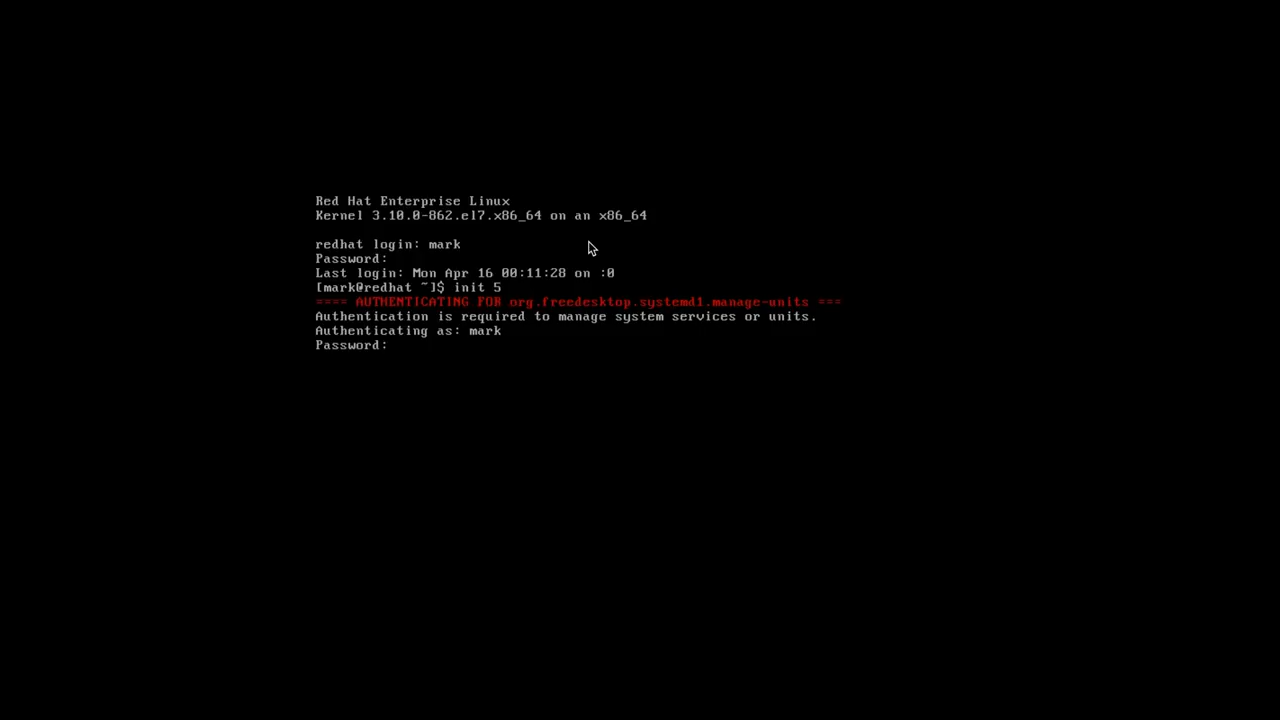 Red Hat Enterprise Linux
Kernel 3.10.0-862.el7.x86_64 on an x86_64
redhat login: mark
Password:
Last login: Mon Apr 16 00:11:28 on :0
[mark@redhat ~]$ init 5
==== AUTHENTICATING FOR org.freedesktop.systemd1.manage-units ===
Authentication is required to manage system services or units.
Authenticating as: mark
Password: